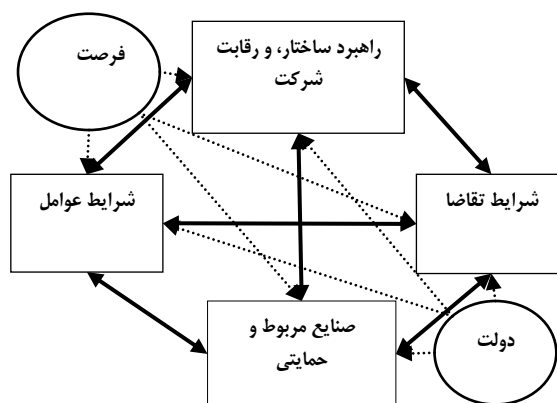 فرصت
راهبرد ساختار، و رقابت
شرکت
شرایط عوامل
شرایط تقاضا
صنایع مربوط و
حمایتی
دولت